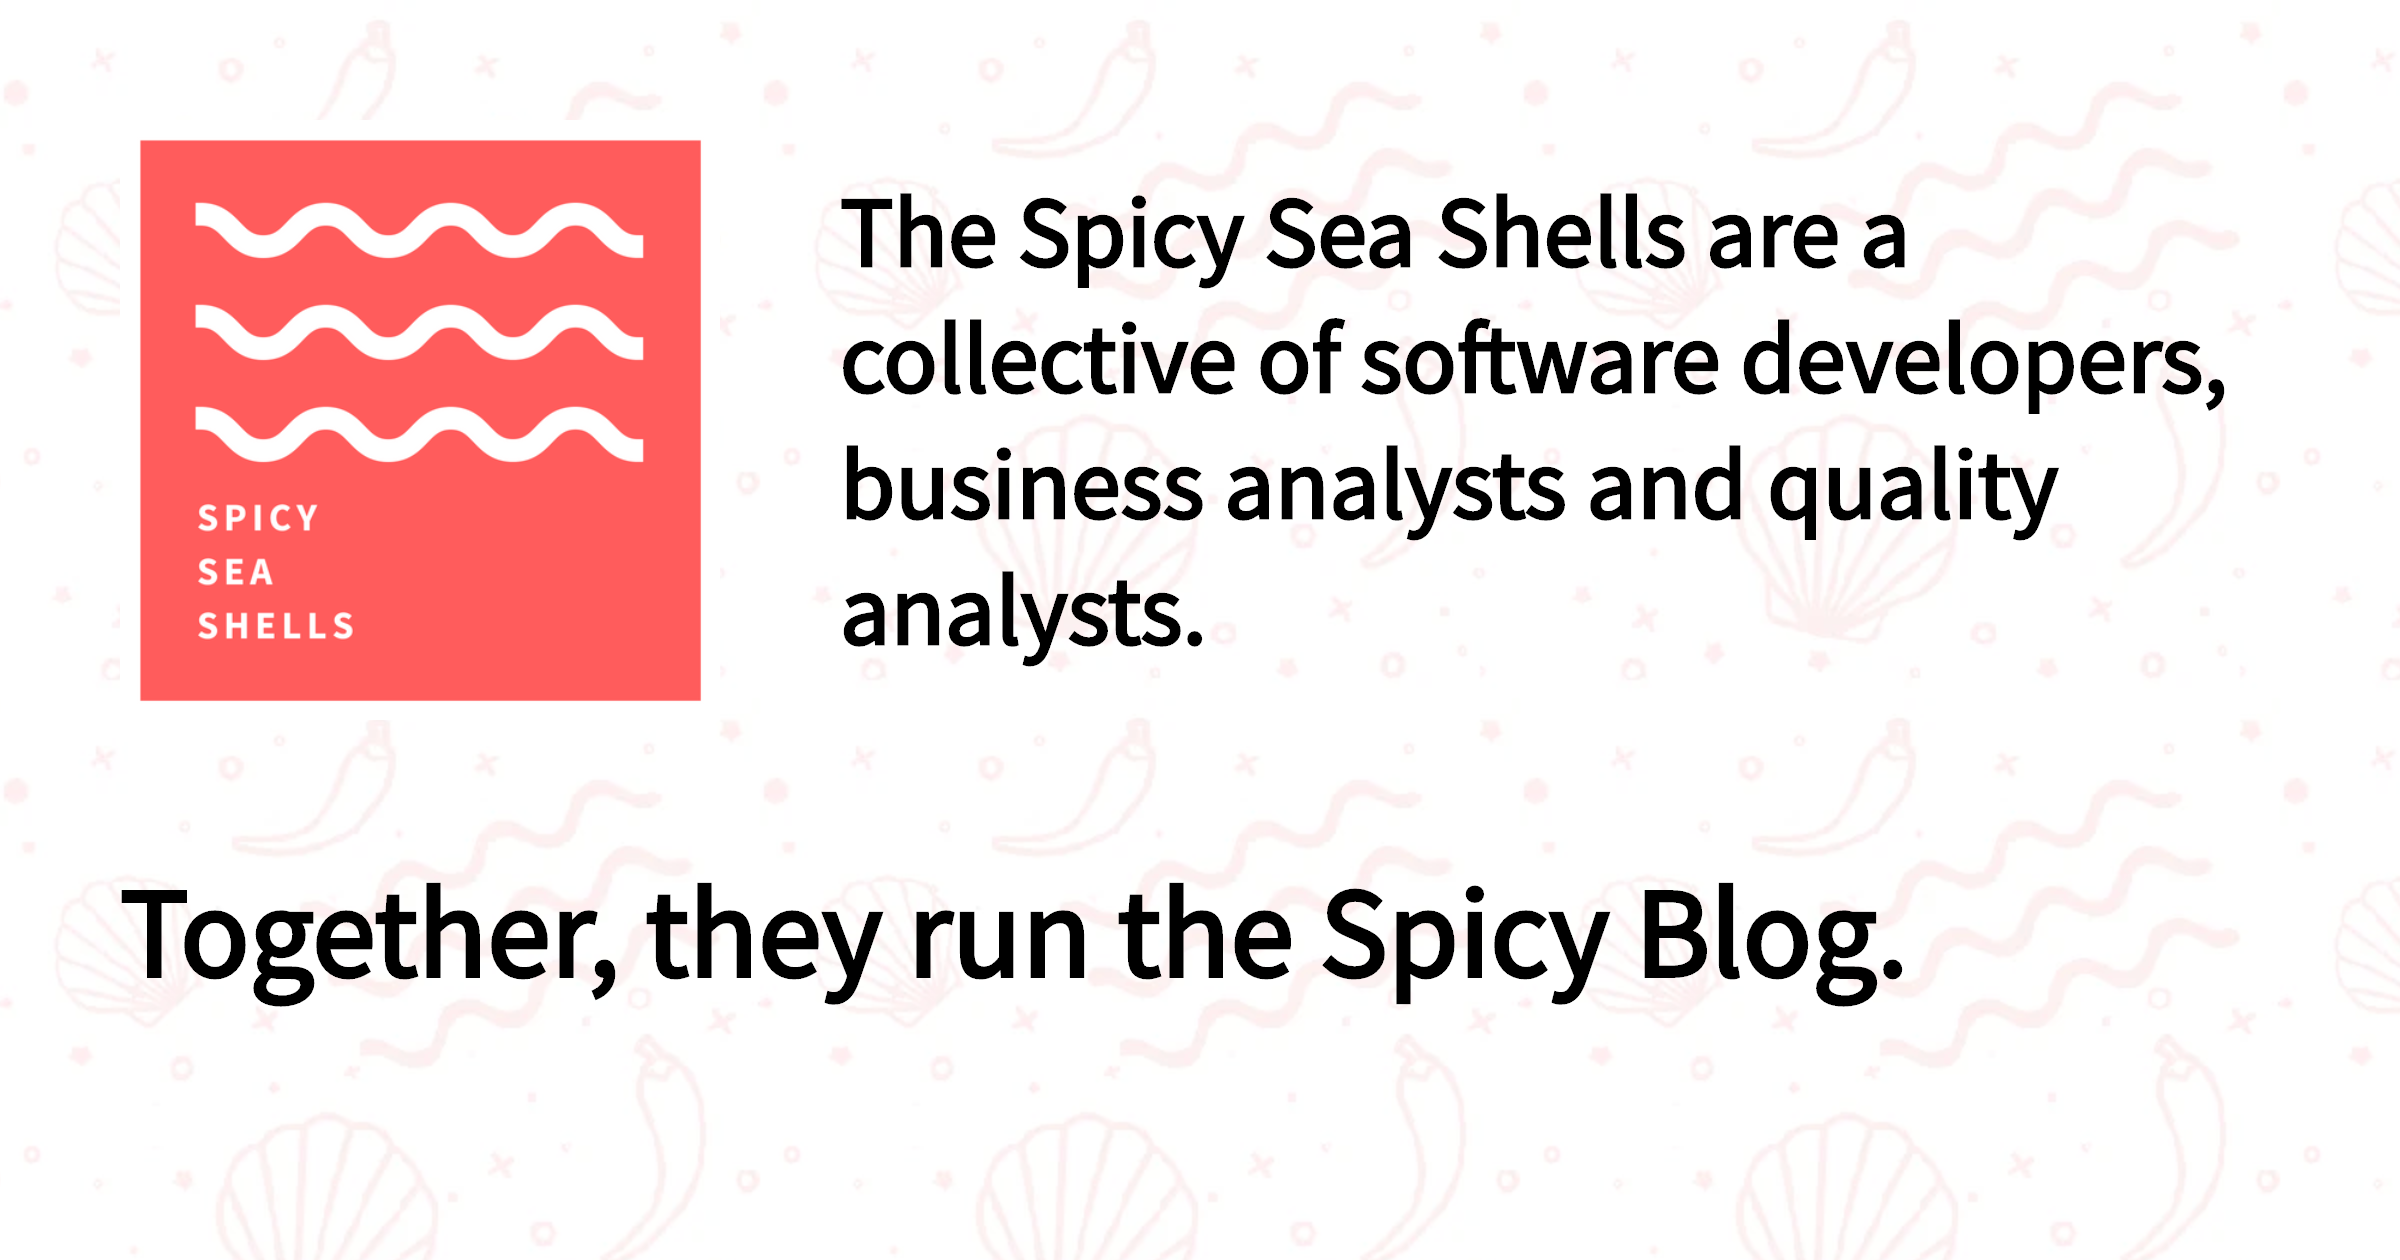 SPICY
SEA
SHELLS
The Spicy Sea Shells are a
collective of software developers,
business analysts and quality
analysts.
Together, they run the Spicy Blog.